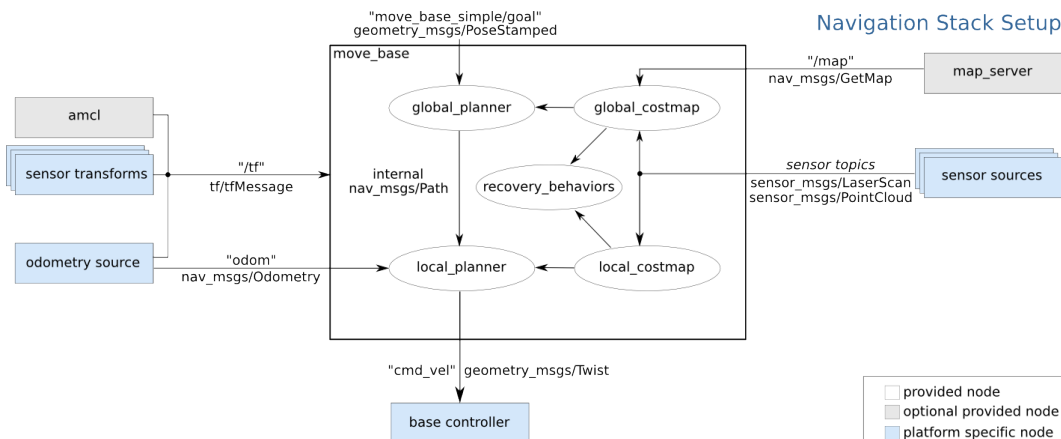 Navigation Stack Setup
"move_base_simple/goal"
geometry_msgs/PoseStamped
move_base
"/map"
nav_msgs/GetMap
map_server
global_planner
global_costmap
amcl
sensor transforms
"/tf"
tf/tfMessage
internal
nav_msgs/Path
recovery_behaviors
sensor topics
sensor_msgs/LaserScan
sensor_msgs/PointCloud
sensor sources
odometry source
"odom"
nav_msgs/Odometry
local_planner
local_costmap
"cmd_vel"
geometry_msgs/Twist
base controller
provided node
optional provided node
platform specific node